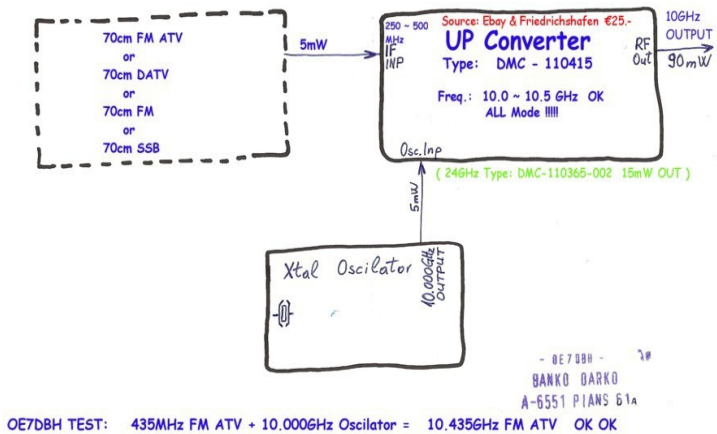 70cm FM ATV
or
70cm DATV
or
70cm FM
or
70cm SSB
5mW
250 ~ 500
MHz
IF
INP
Source: Ebay & Friedrichshafen €25.-
UP Converter
Type: DMC - 110415
Freq.: 10.0 ~ 10.5 GHz OK
ALL Mode !!!!!
RF
Out
Osc.Inp
10GHz
OUTPUT
90mW
( 24GHz Type: DMC-110365-002 15mW OUT )
5mW
Xtal Oscilator
10.000GHz
OUTPUT
- OE7DBH -
BANKO DARKO
A-6551 PIANS 61A
OE7DBH TEST: 435MHz FM ATV + 10.000GHz Oscilator = 10.435GHz FM ATV OK OK